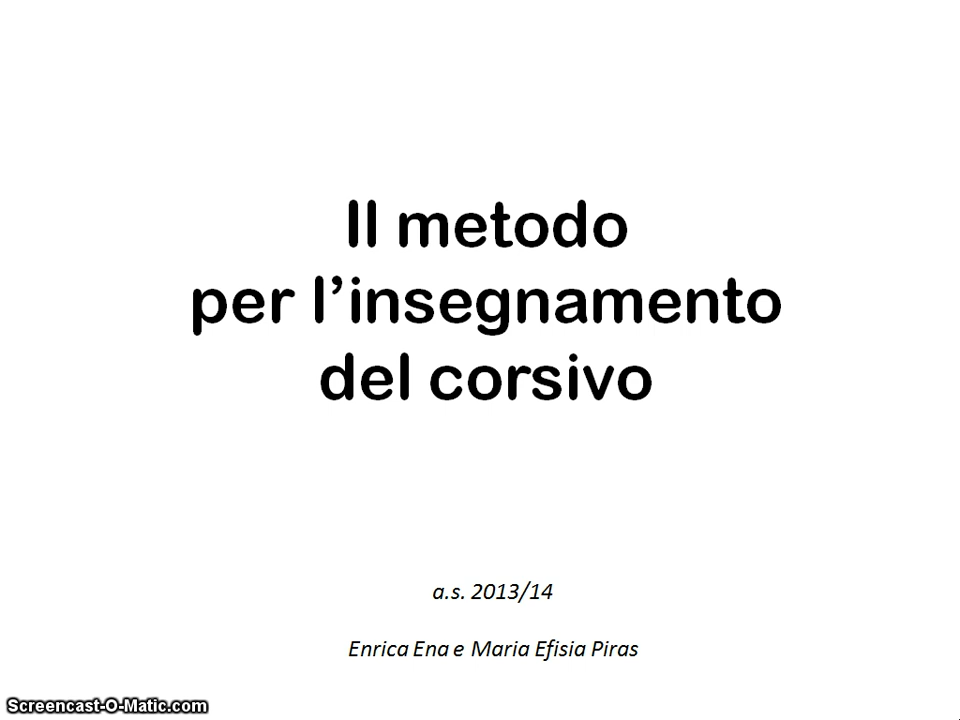 Il metodo
per l’insegnamento
del corsivo
a.s. 2013/14
Enrica Ena e Maria Efisia Piras
Screencast-O-Matic.com